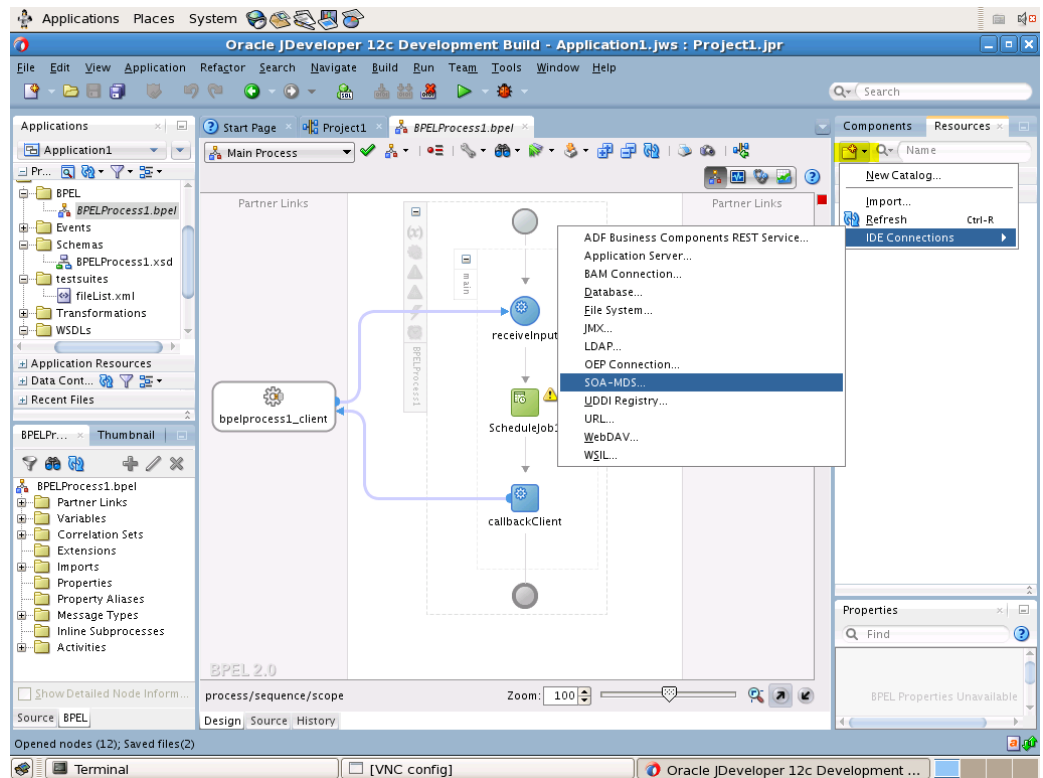 Applications Places System
Oracle JDeveloper 12c Development Build - Application1.jws : Project1.jpr
File Edit View Application Refactor Search Navigate Build Run Team Tools Window Help
Search
Applications
Start Page
Project1
BPELProcess1.bpel
Components
Resources
Application1
Main Process
Name
Pr...
BPEL
BPELProcess1.bpel
Events
Schemas
BPELProcess1.xsd
testsuites
fileList.xml
Transformations
WSDLs
Application Resources
Data Cont...
Recent Files
Partner Links
Partner Links
(x)
main
BPELProcess1
receiveInput
bpelprocess1_client
ScheduleJob1
callbackClient
BPEL 2.0
New Catalog...
Import...
Refresh Ctrl-R
IDE Connections
ADF Business Components REST Service...
Application Server...
BAM Connection...
Database...
File System...
JMX...
LDAP...
OEP Connection...
SOA-MDS...
UDDI Registry...
URL...
WebDAV...
WSIL...
BPELPr...
Thumbnail
BPELProcess1.bpel
Partner Links
Variables
Correlation Sets
Extensions
Imports
Properties
Property Aliases
Message Types
Inline Subprocesses
Activities
Show Detailed Node Inform...
Source BPEL
process/sequence/scope
Zoom: 100
Design Source History
Properties
Find
BPEL Properties Unavailable
Opened nodes (12); Saved files(2)
Terminal
[VNC config]
Oracle JDeveloper 12c Development ...